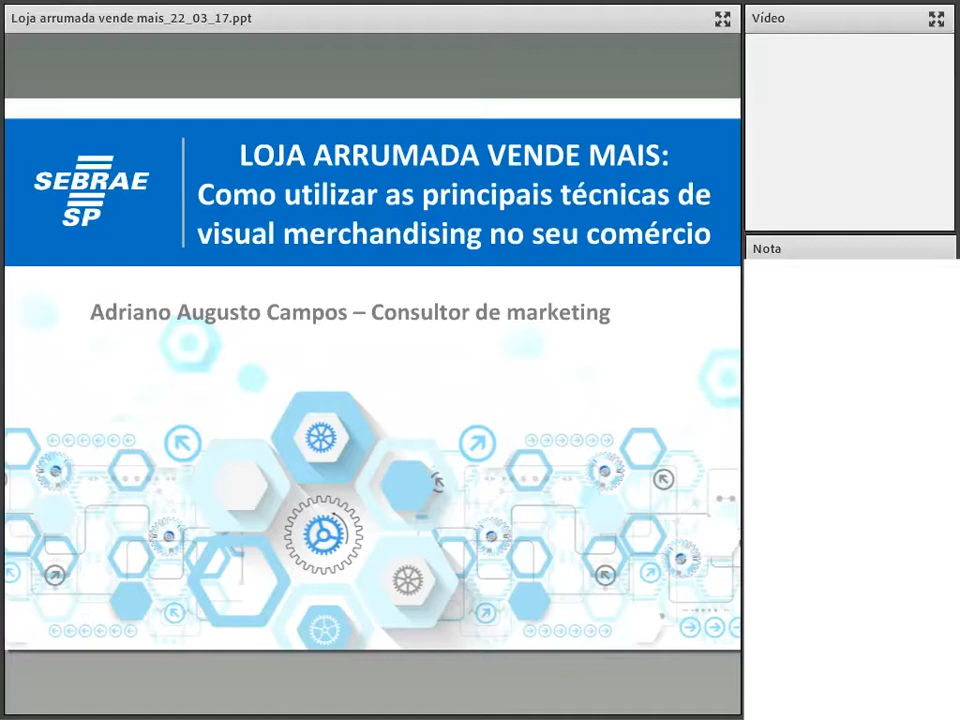 Loja arrumada vende mais_22_03_17.ppt
Vídeo
SEBRAE
SP
LOJA ARRUMADA VENDE MAIS:
Como utilizar as principais técnicas de
visual merchandising no seu comércio
Nota
Adriano Augusto Campos – Consultor de marketing